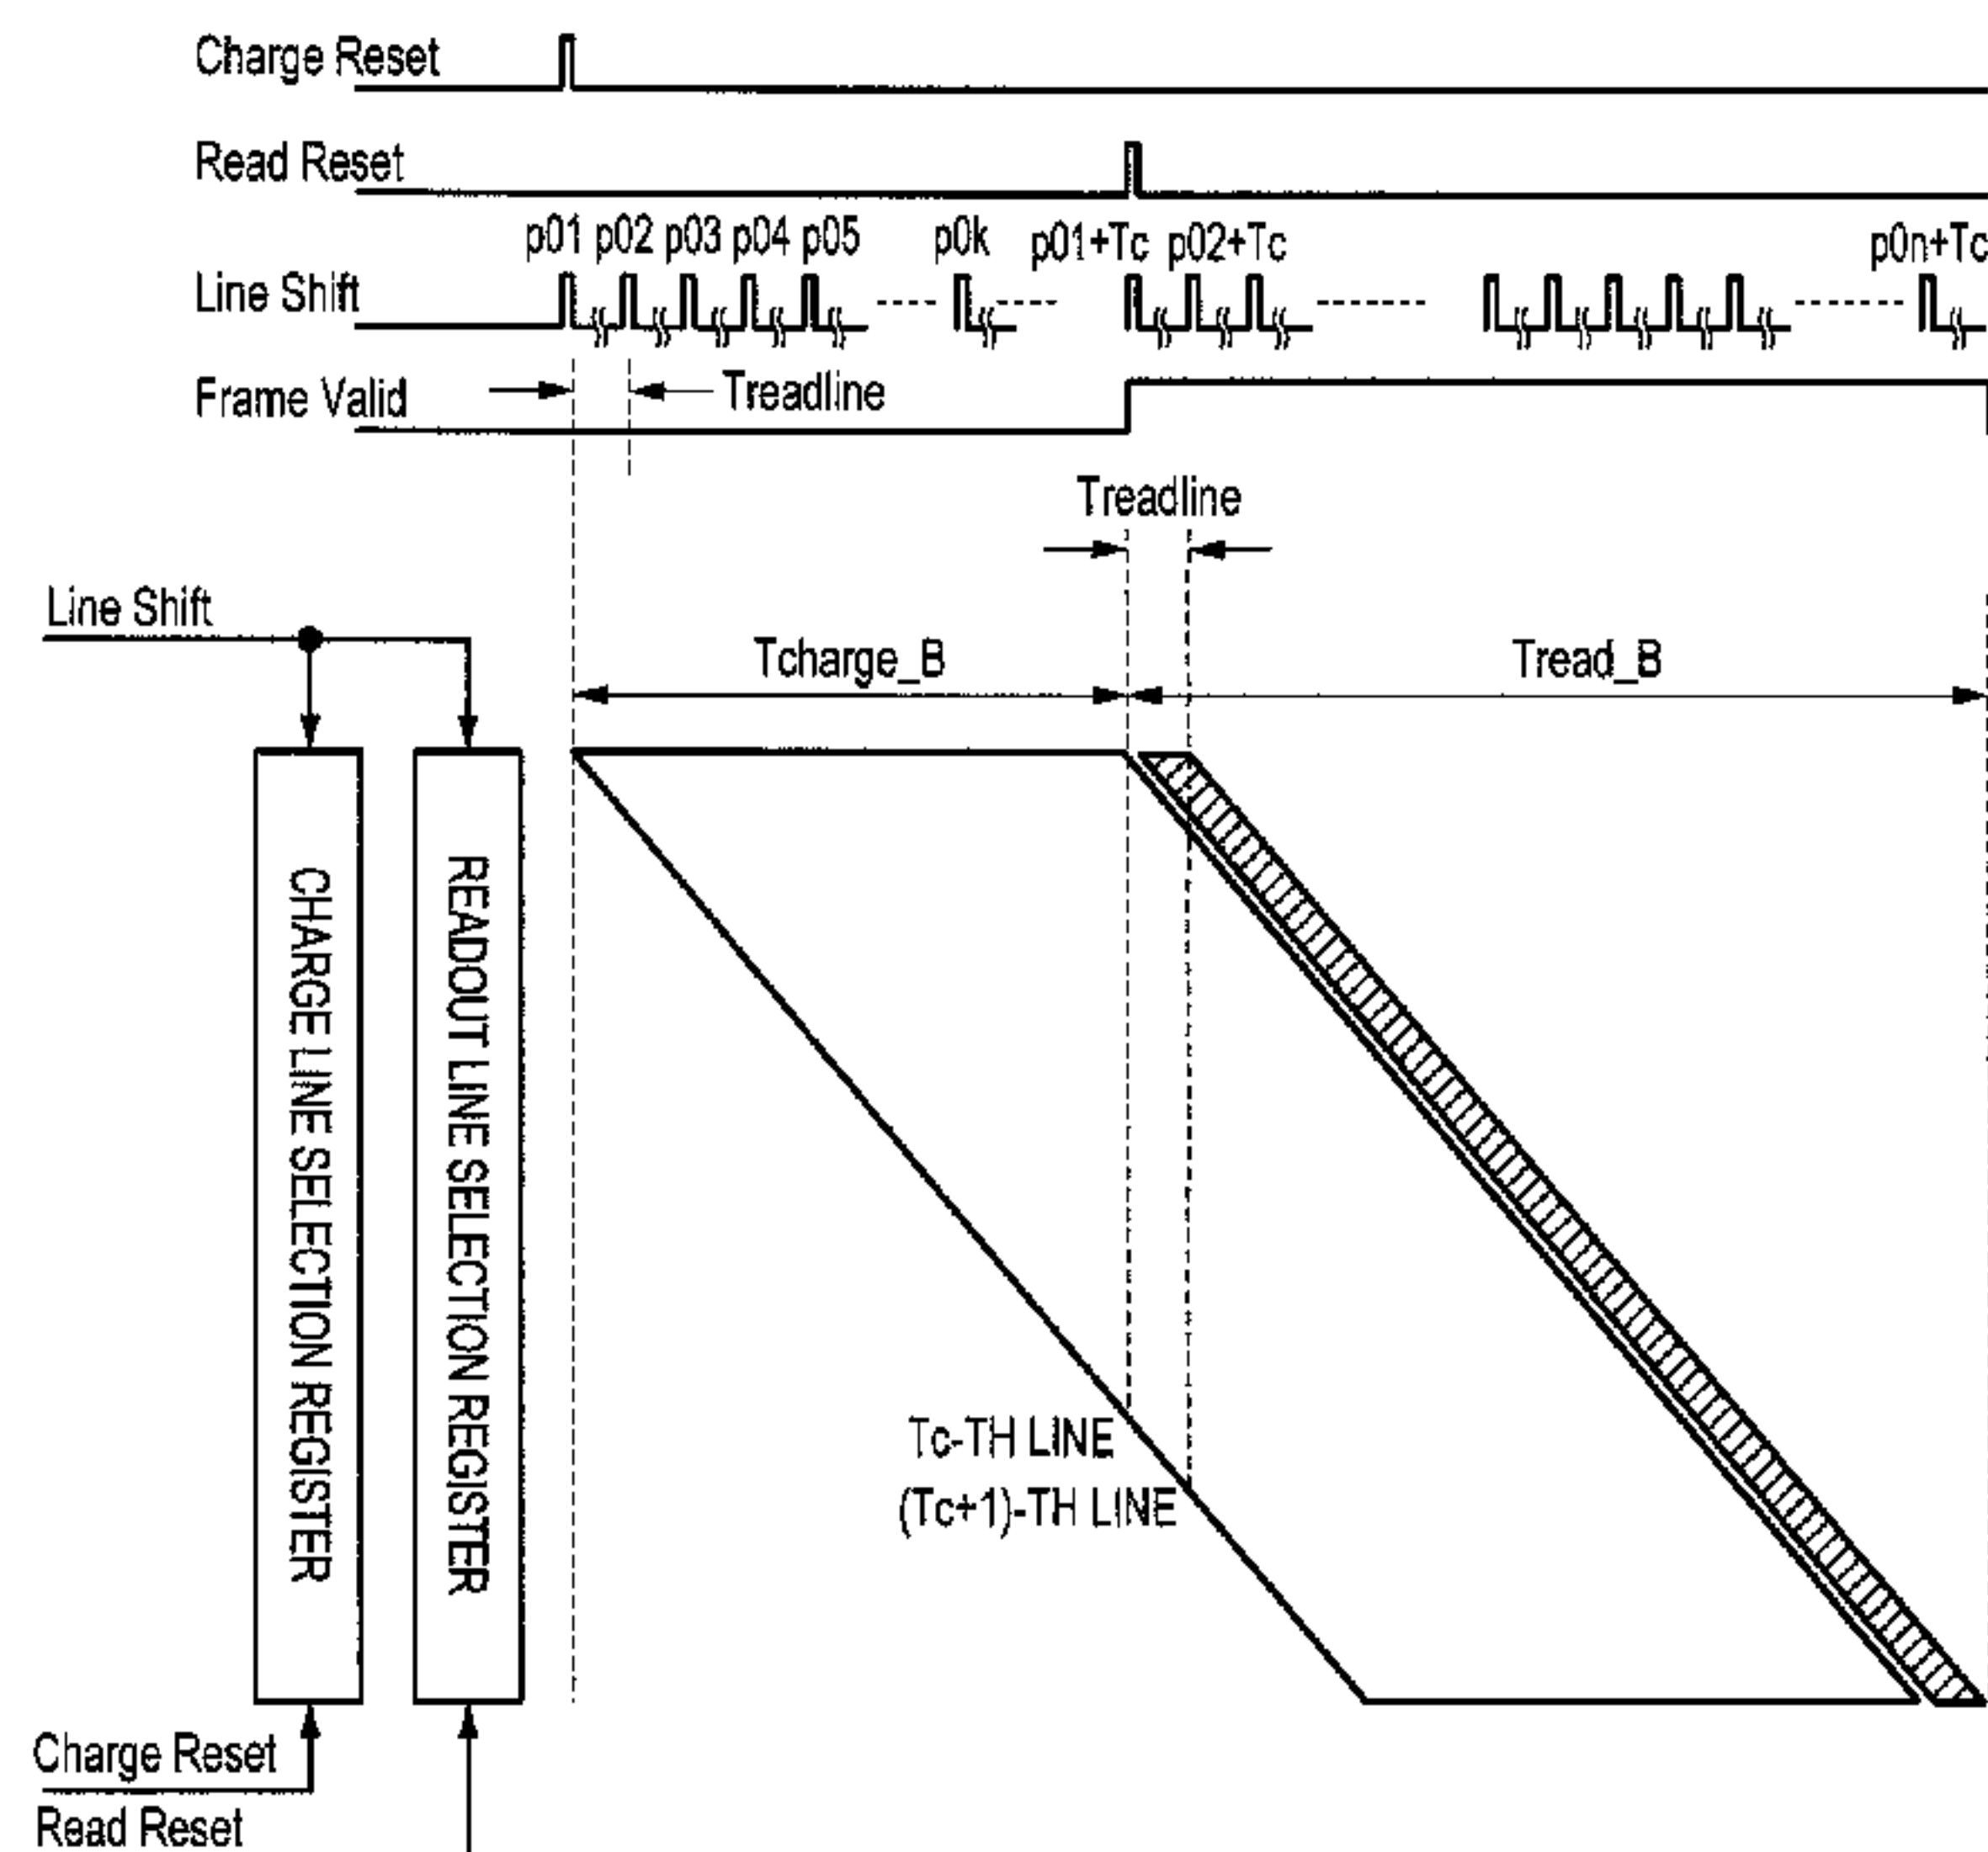 Charge Reset
Read Reset
p01 p02 p03 p04 p05 p0k p01+Tc p02+Tc p0n+Tc
Line Shift
Frame Valid
Treadline
Treadline
Line Shift
Tcharge_B
Tread_B
CHARGE LINE SELECTION REGISTER
READOUT LINE SELECTION REGISTER
Tc-TH LINE
(Tc+1)-TH LINE
Charge Reset
Read Reset